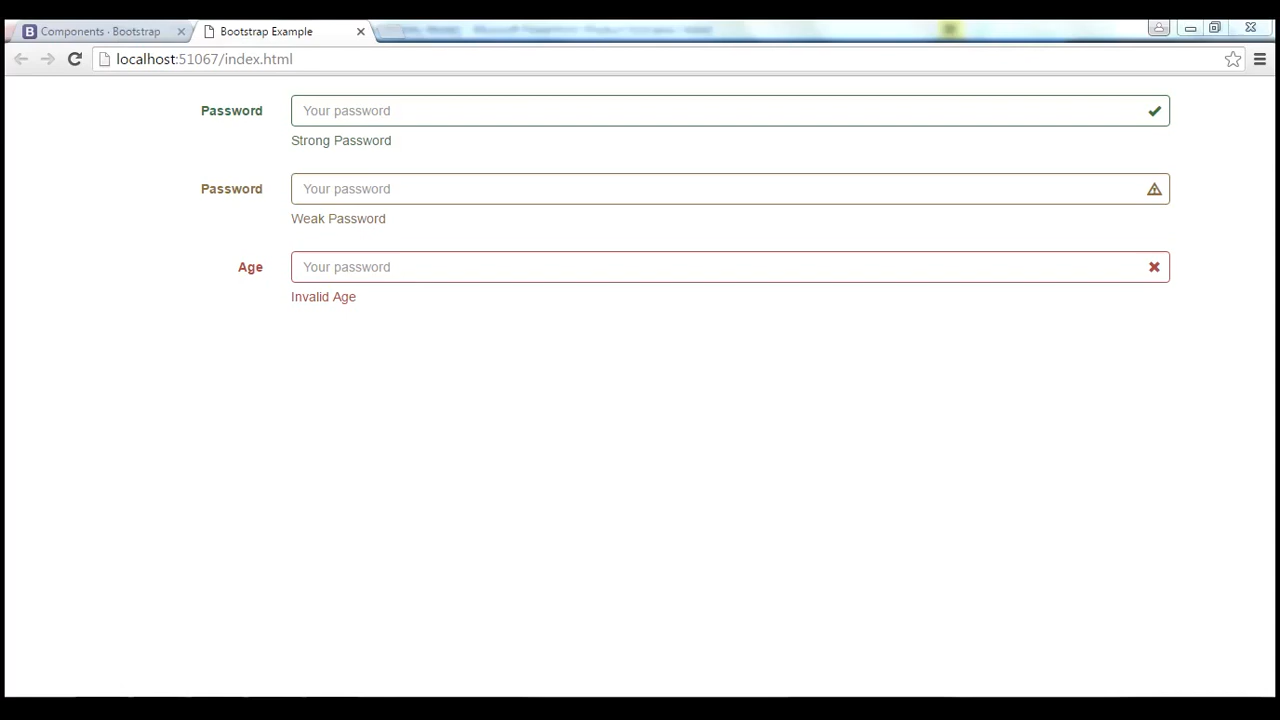 Components · Bootstrap
Bootstrap Example
localhost:51067/index.html
Password
Your password
Strong Password
Password
Your password
Weak Password
Age
Your password
Invalid Age